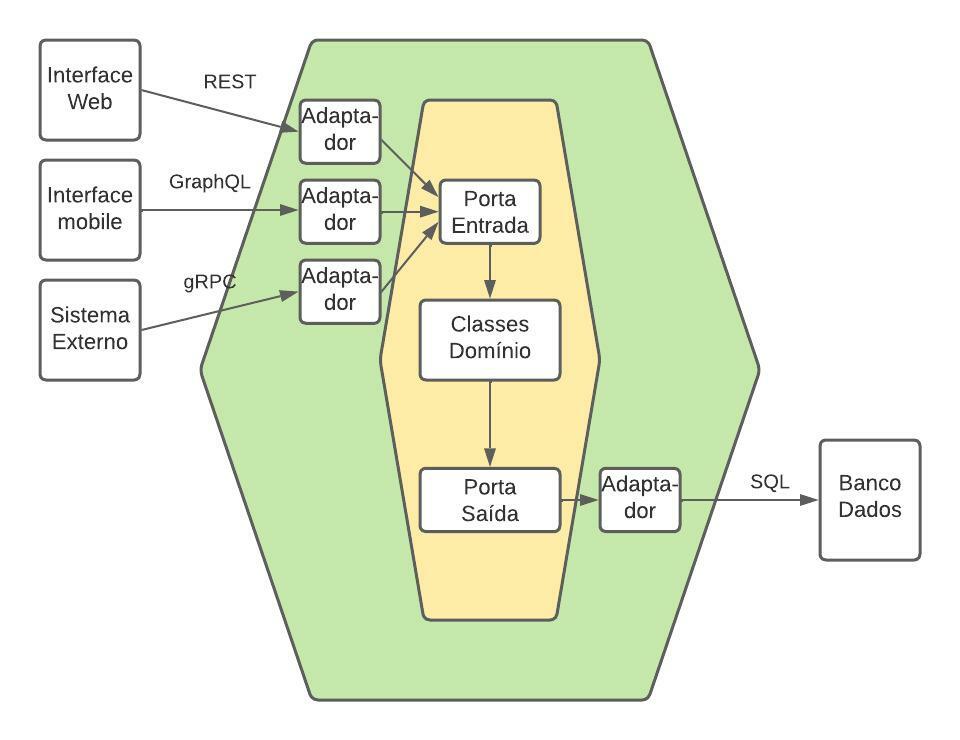 Interface
Web
REST
Adapta-
dor
Interface
mobile
GraphQL
Adapta-
dor
Porta
Entrada
Sistema
Externo
gRPC
Adapta-
dor
Classes
Domínio
Porta
Saída
Adapta-
dor
SQL
Banco
Dados